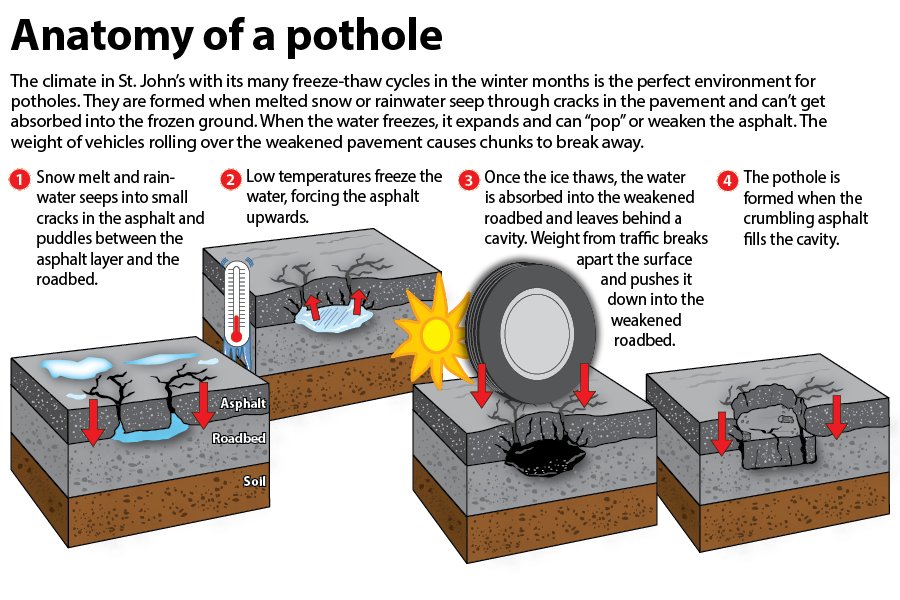 Anatomy of a pothole
The climate in St. John's with its many freeze-thaw cycles in the winter months is the perfect environment for
potholes. They are formed when melted snow or rainwater seep through cracks in the pavement and can't get
absorbed into the frozen ground. When the water freezes, it expands and can “pop” or weaken the asphalt. The
weight of vehicles rolling over the weakened pavement causes chunks to break away.
1 Snow melt and rain-
water seeps into small
cracks in the asphalt and
puddles between the
asphalt layer and the
roadbed.
2 Low temperatures freeze the
water, forcing the asphalt
upwards.
3 Once the ice thaws, the water
is absorbed into the weakened
roadbed and leaves behind a
cavity. Weight from traffic breaks
apart the surface
and pushes it
down into the
weakened
roadbed.
4 The pothole is
formed when the
crumbling asphalt
fills the cavity.
Asphalt
Roadbed
Soil